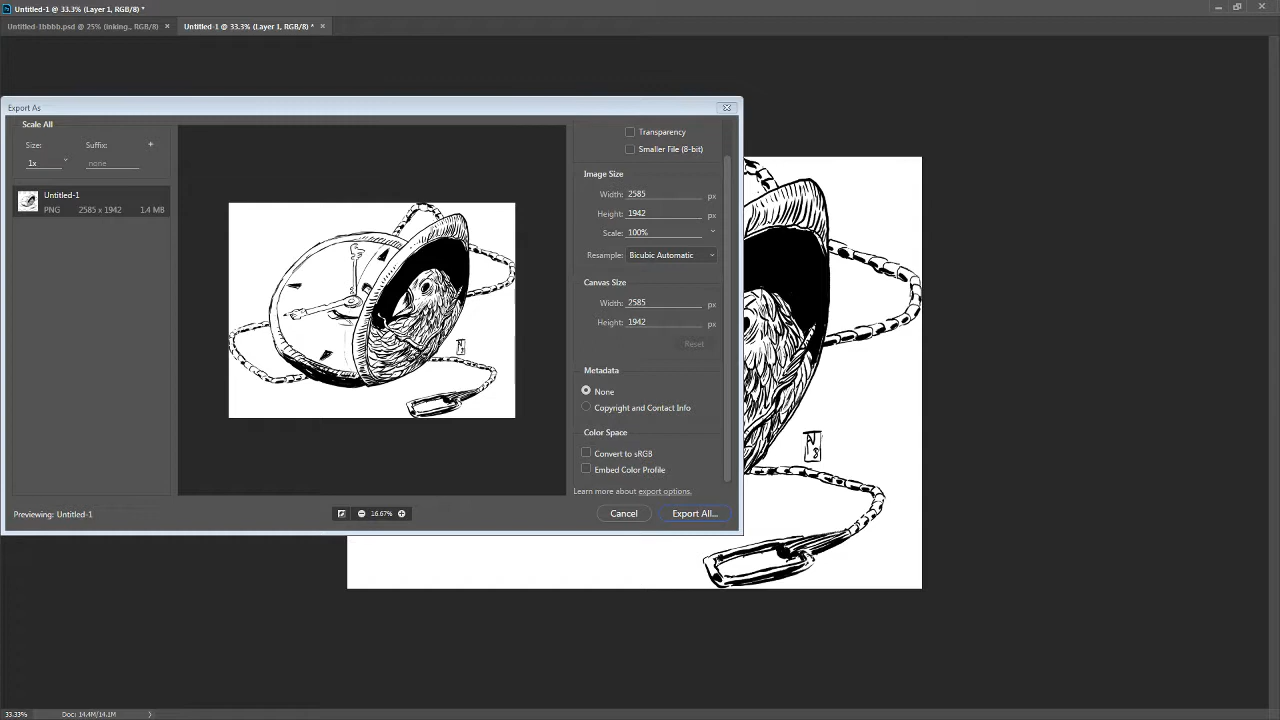 Untitled-1 @ 33.3% (Layer 1, RGB/8) *
Untitled-1bbbb.psd @ 25% (inking_, RGB/8) ×
Untitled-1 @ 33.3% (Layer 1, RGB/8) * ×
Export As
Scale All
Size: Suffix: +
1x none
Untitled-1
PNG 2585 x 1942 1.4 MB
Transparency
Smaller File (8-bit)
Image Size
Width: 2585 px
Height: 1942 px
Scale: 100%
Resample: Bicubic Automatic
Canvas Size
Width: 2585 px
Height: 1942 px
Reset
Metadata
None
Copyright and Contact Info
Color Space
Convert to sRGB
Embed Color Profile
Learn more about export options.
Previewing: Untitled-1
16.67%
Cancel Export All...
33.33% Doc: 14.4M/14.1M